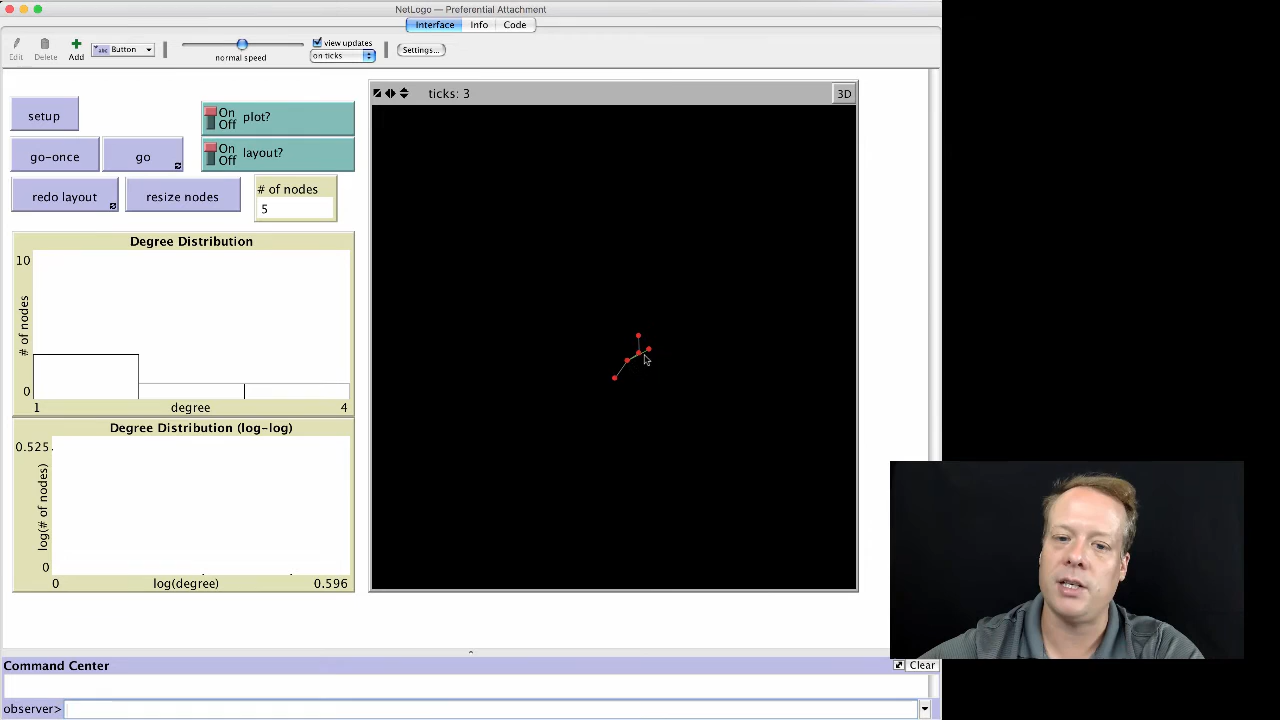 NetLogo — Preferential Attachment
Interface Info Code
Edit Delete Add abc Button normal speed view updates on ticks Settings...
ticks: 3 3D
setup On Off plot?
go-once go On Off layout?
redo layout resize nodes # of nodes 5
Degree Distribution
10
# of nodes
0
1 degree 4
Degree Distribution (log-log)
0.525
log(# of nodes)
0
0 log(degree) 0.596
Command Center Clear
observer>